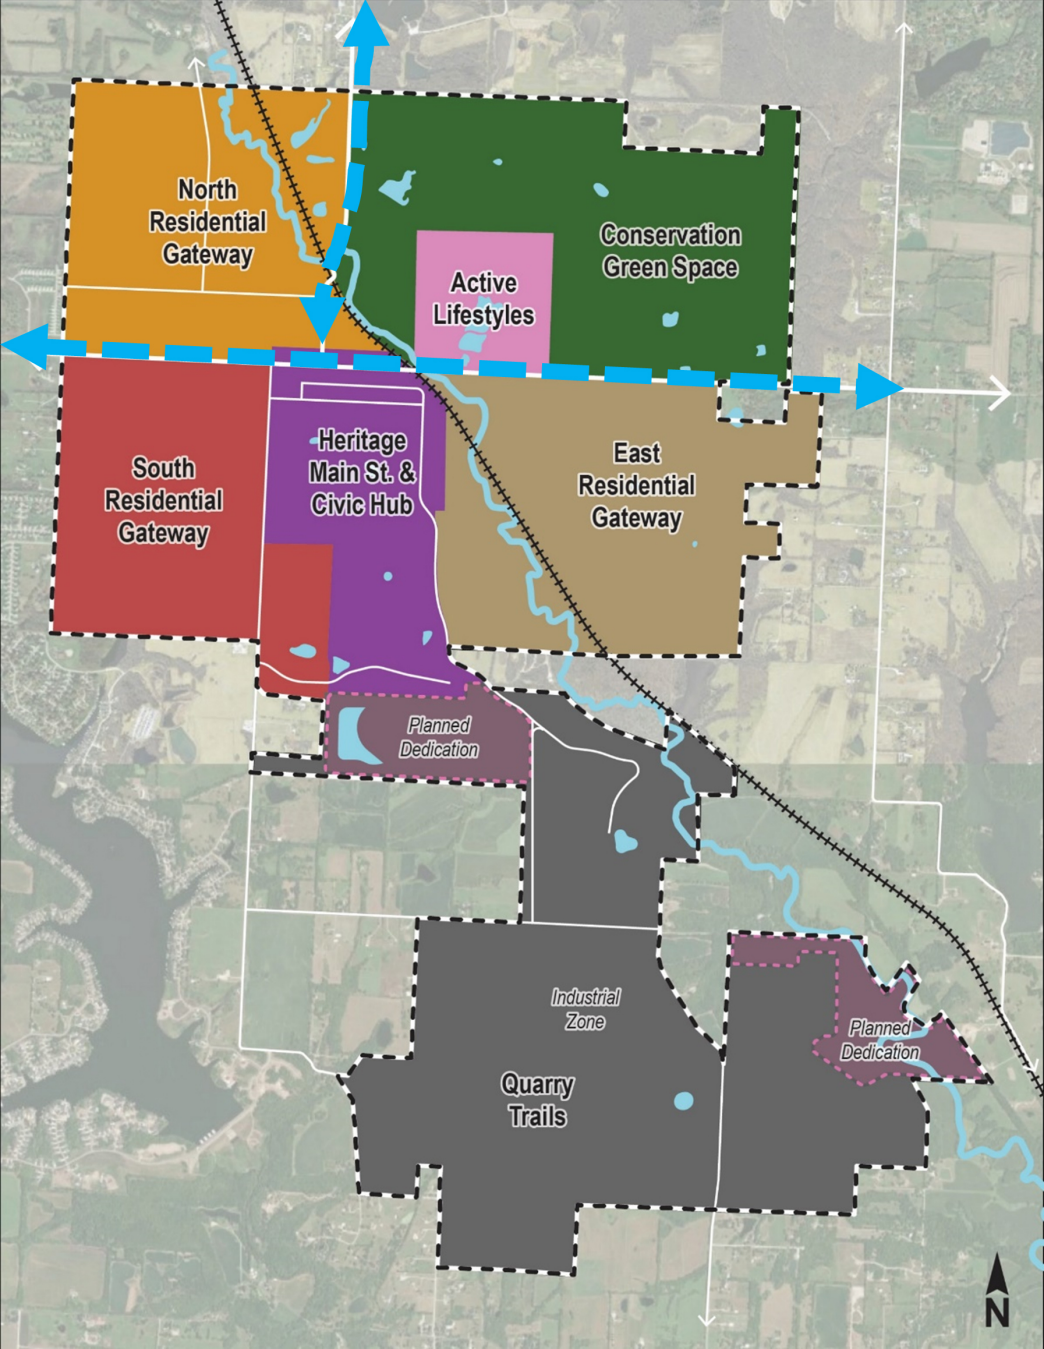 North
Residential
Gateway
Conservation
Green Space
Active
Lifestyles
South
Residential
Gateway
Heritage
Main St. &
Civic Hub
East
Residential
Gateway
Planned
Dedication
Industrial
Zone
Planned
Dedication
Quarry
Trails
N